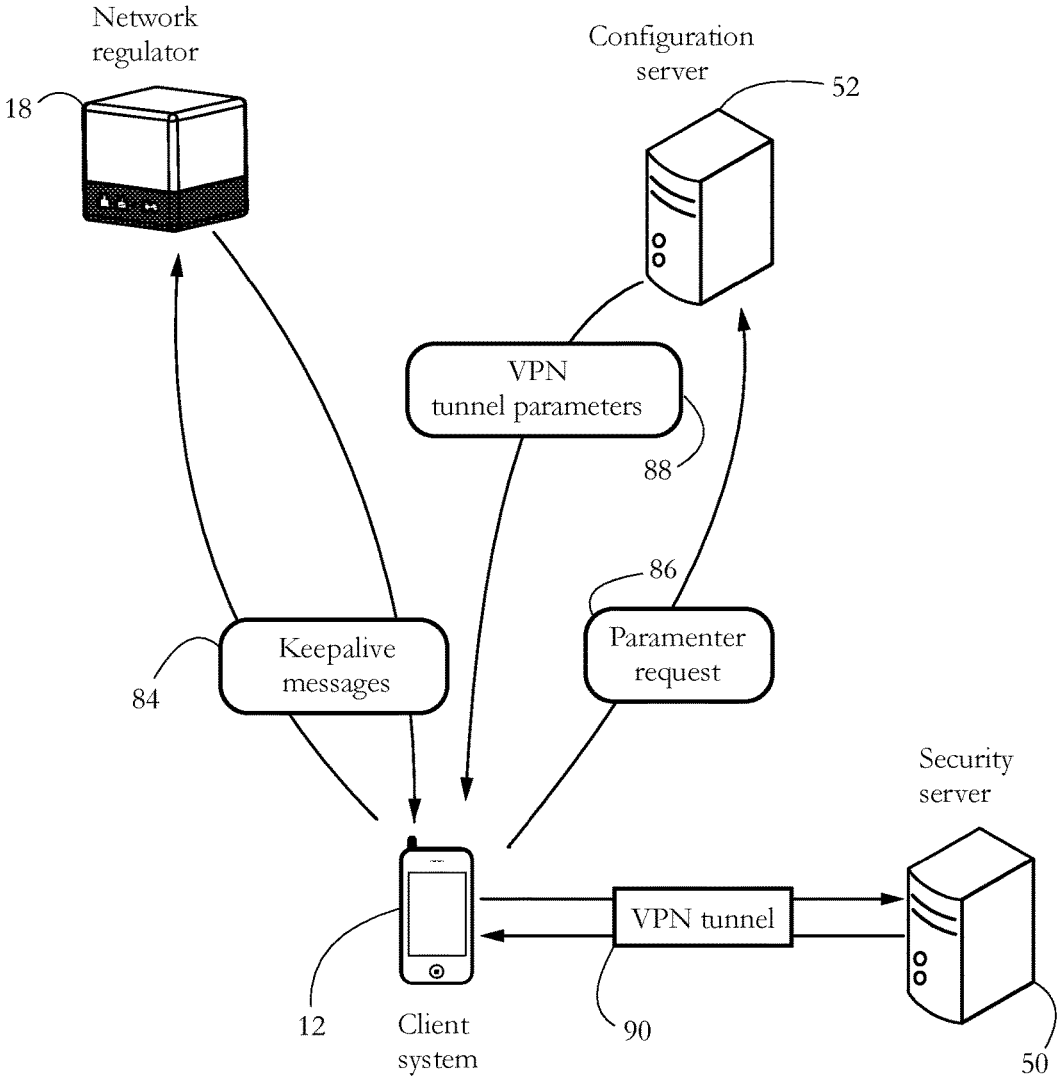 Network
regulator
18
Configuration
server
52
VPN
tunnel parameters
88
86
Paramenter
request
Keepalive
messages
84
Security
server
VPN tunnel
12
Client
system
90
50